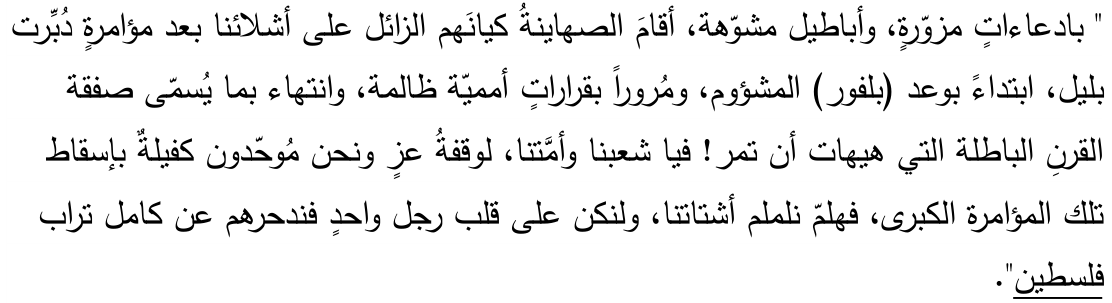 " بادعاءاتٍ مزوّرةٍ، وأباطيل مشوّهة، أقامَ الصهاينةُ كيانَهم الزائل على أشلائنا بعد مؤامرةٍ دُبِّرت
بليل، ابتداءً بوعد (بلفور) المشؤوم، ومُروراً بقراراتٍ أمميّة ظالمة، وانتهاء بما يُسمّى صفقة
القرنِ الباطلة التي هيهات أن تمر! فيا شعبنا وأمَّتنا، لوقفةُ عزٍ ونحن مُوحّدون كفيلةٌ بإسقاط
تلك المؤامرة الكبرى، فهلمّ نلملم أشتاتنا، ولنكن على قلب رجل واحدٍ فندحرهم عن كامل تراب
فلسطين".